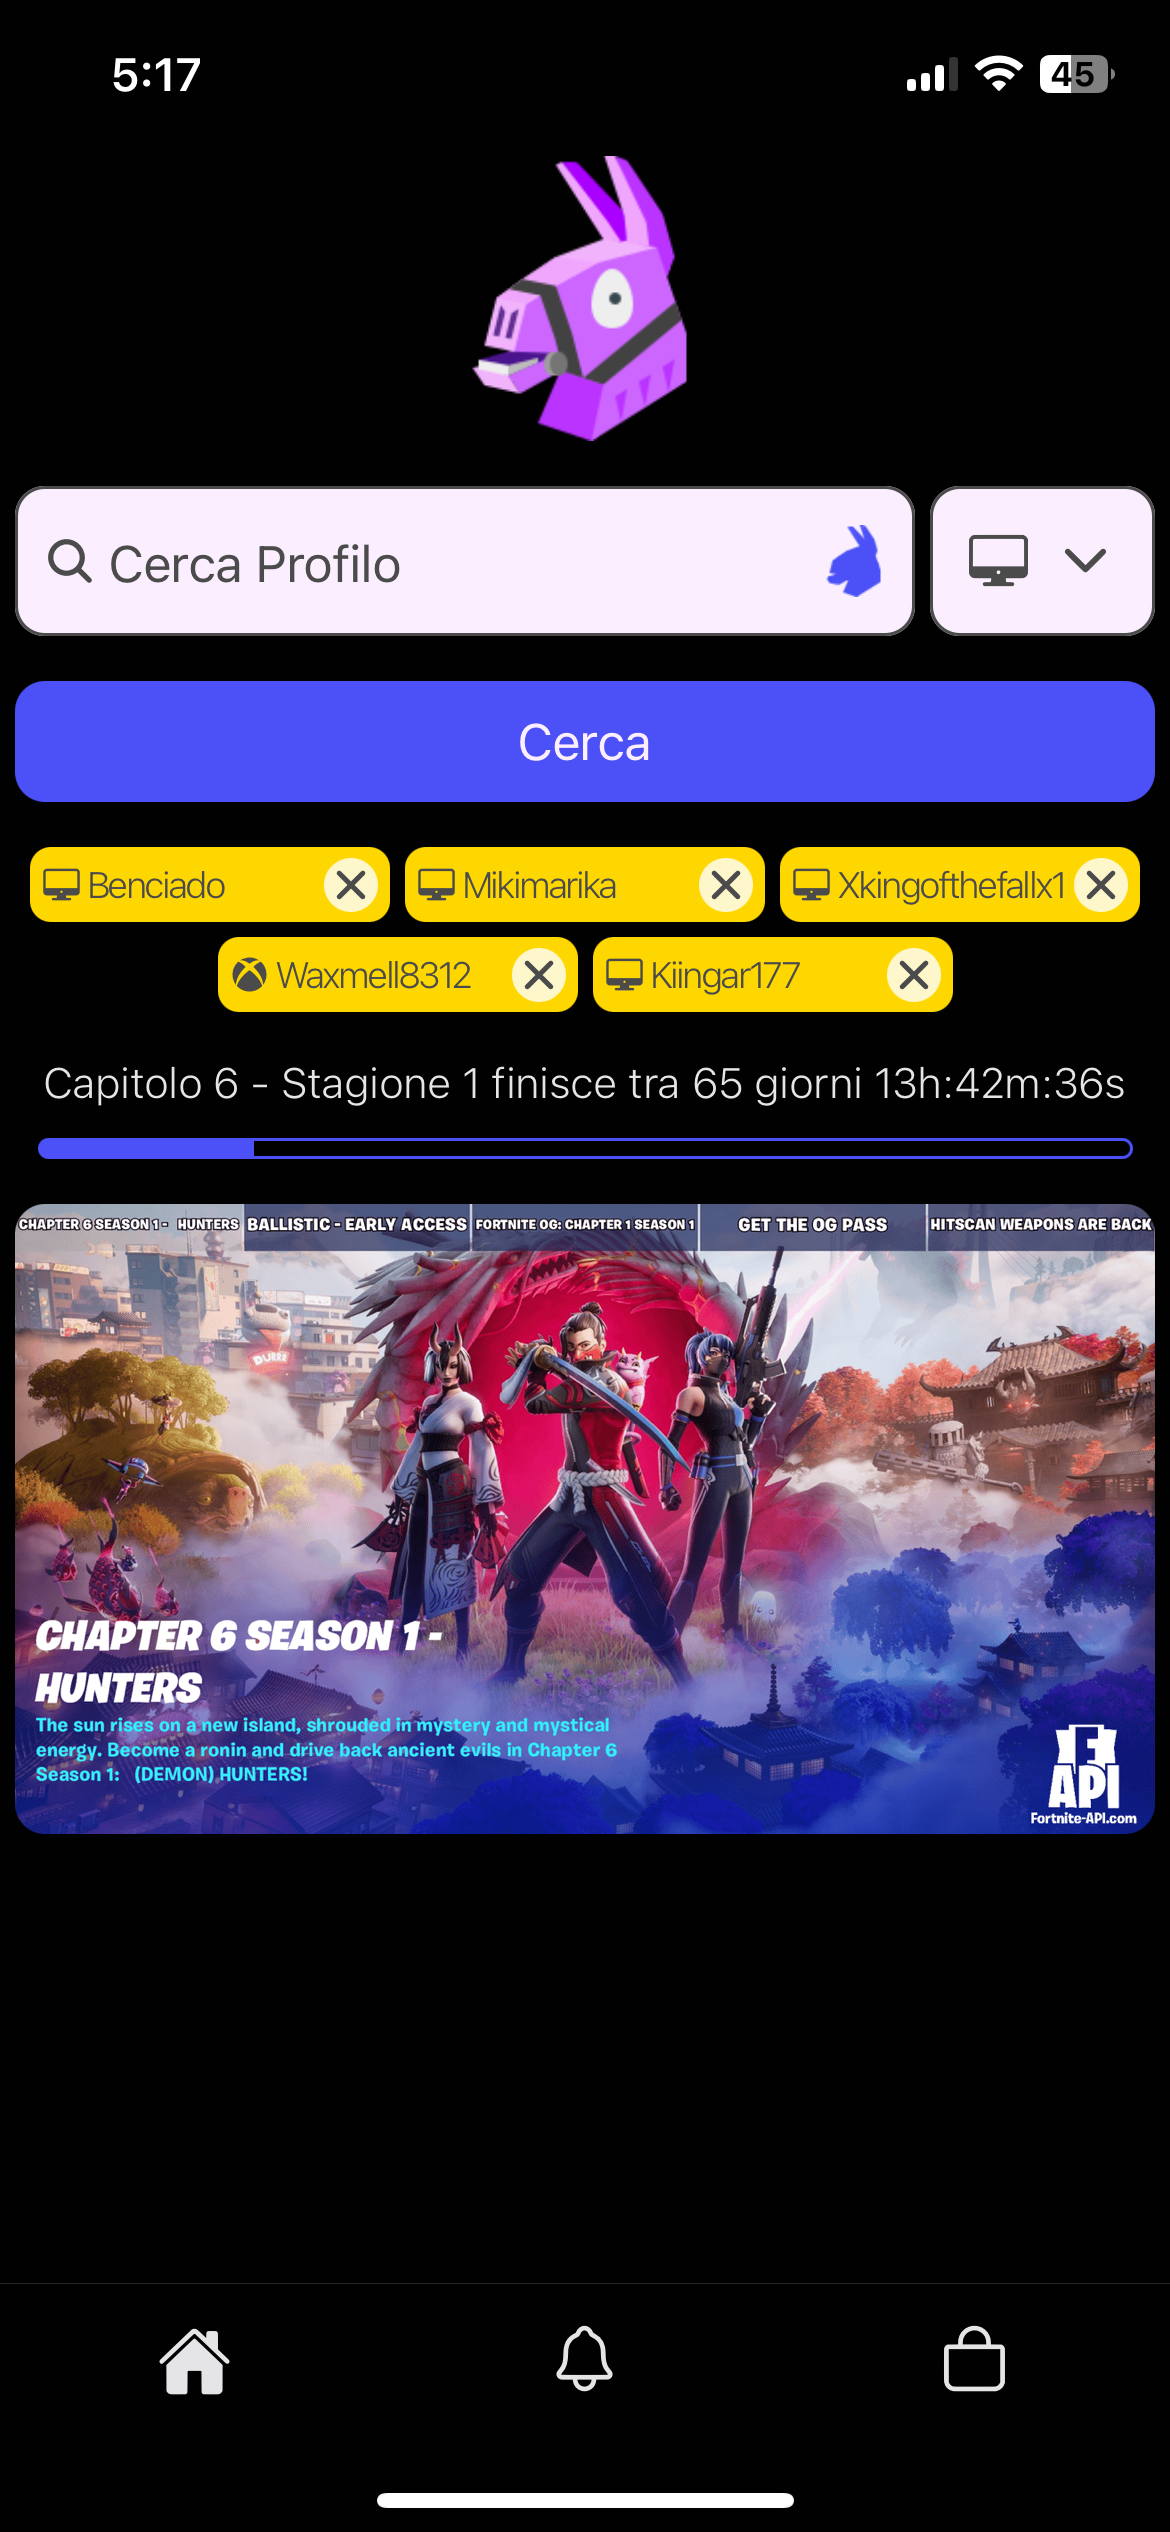 5:17
45
Cerca Profilo
Cerca
Benciado
Mikimarika
Xkingofthefallx1
Waxmell8312
Kiingar177
Capitolo 6 - Stagione 1 finisce tra 65 giorni 13h:42m:36s
CHAPTER 6 SEASON 1 - HUNTERS
BALLISTIC - EARLY ACCESS
FORTNITE OG: CHAPTER 1 SEASON 1
GET THE OG PASS
HITSCAN WEAPONS ARE BACK
DURRR
CHAPTER 6 SEASON 1 -
HUNTERS
The sun rises on a new island, shrouded in mystery and mystical
energy. Become a ronin and drive back ancient evils in Chapter 6
Season 1: (DEMON) HUNTERS!
F
API
Fortnite-API.com